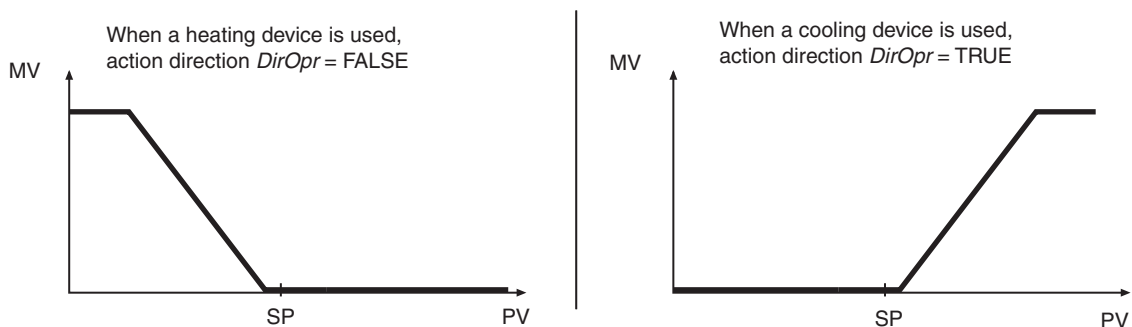 When a heating device is used,
action direction DirOpr = FALSE
MV
SP
PV
When a cooling device is used,
action direction DirOpr = TRUE
MV
SP
PV